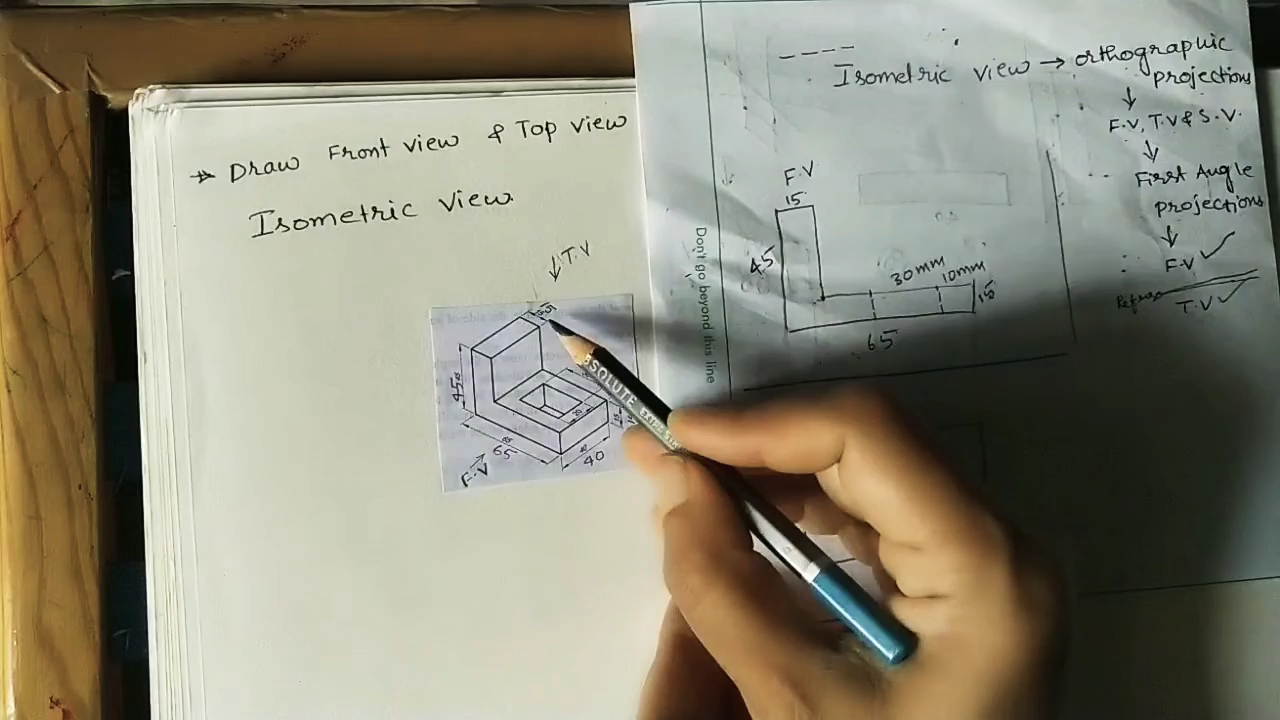 → Draw Front view & Top view
Isometric view.
↓ T.V
45
65
F.V
40
Isometric view → orthographic
projections
↓
F.V, T.V & S.V.
↓
First Angle
projections
↓
F.V ✓
T.V ✓
F.V
15
45
30mm 10mm
15
65
Don't go beyond this line
ABSOLUTE